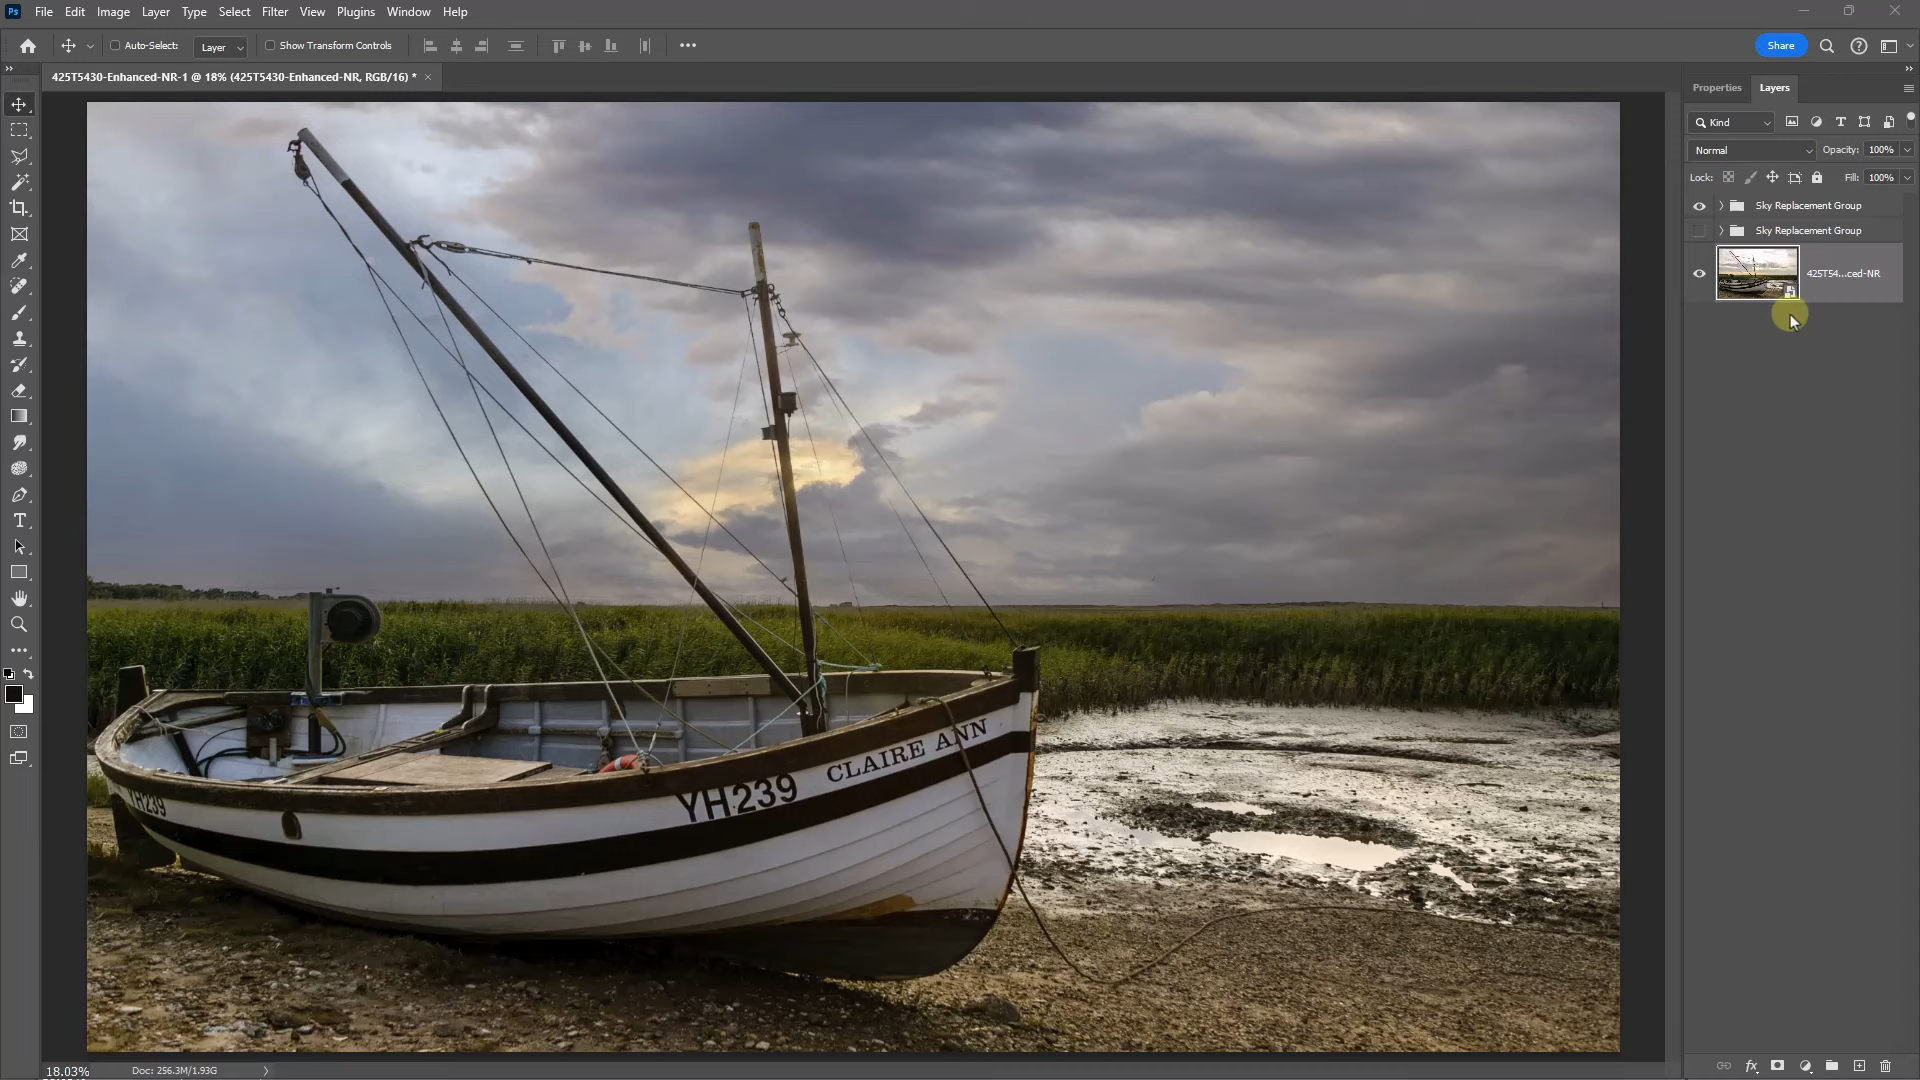 Ps File Edit Image Layer Type Select Filter View Plugins Window Help
Auto-Select: Layer Show Transform Controls Share
425T5430-Enhanced-NR-1 @ 18% (425T5430-Enhanced-NR, RGB/16) *
Properties Layers
Kind
Normal Opacity: 100%
Lock: Fill: 100%
Sky Replacement Group
Sky Replacement Group
425T54...ced-NR
CLAIRE ANN
YH239
YH239
18.03% Doc: 256.3M/1.93G